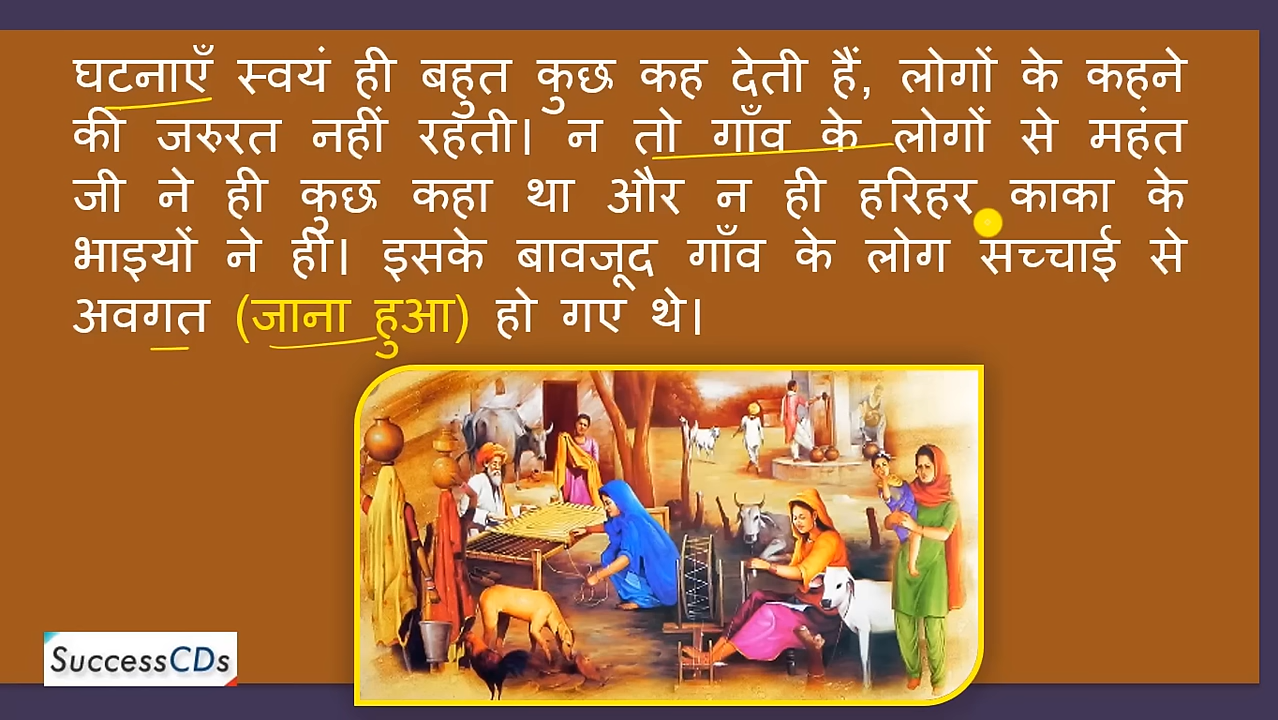 घटनाएँ स्वयं ही बहुत कुछ कह देती हैं, लोगों के कहने
की जरुरत नहीं रहती। न तो गाँव के लोगों से महंत
जी ने ही कुछ कहा था और न ही हरिहर काका के
भाइयों ने ही। इसके बावजूद गाँव के लोग सच्चाई से
अवगत (जाना हुआ) हो गए थे।
SuccessCDs